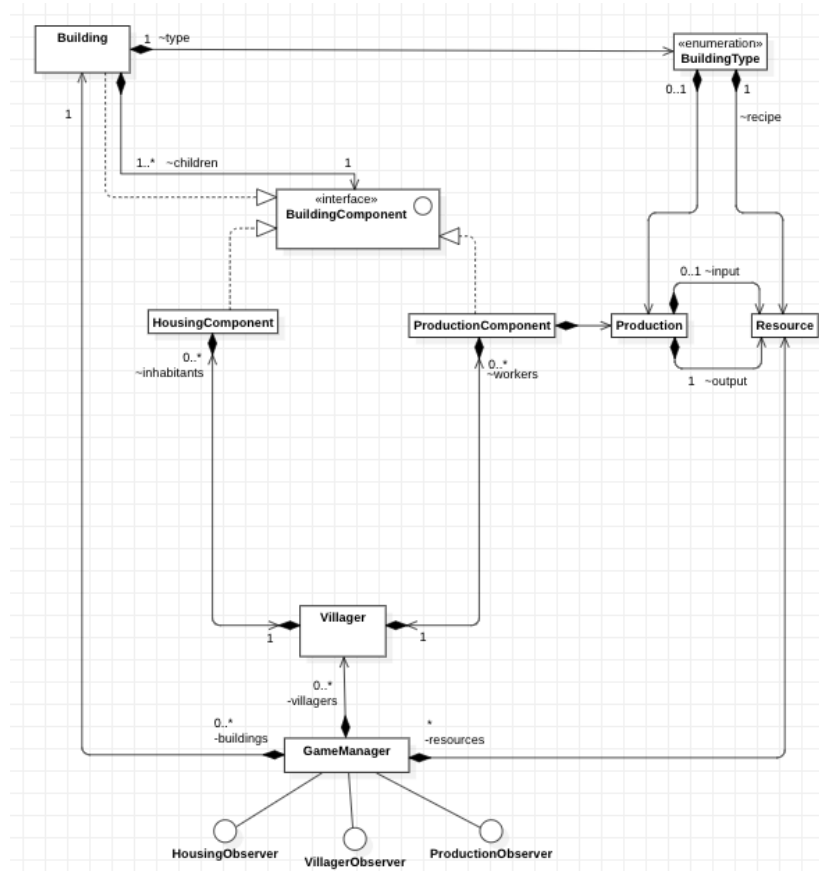 Building
1 ~type
«enumeration»
BuildingType
0..1
1
~recipe
1
1..* ~children
1
«interface»
BuildingComponent
0..1 ~input
HousingComponent
ProductionComponent
Production
Resource
0..*
~inhabitants
0..*
~workers
1 ~output
Villager
1
1
0..*
-villagers
0..*
-buildings
*
-resources
GameManager
HousingObserver
VillagerObserver
ProductionObserver